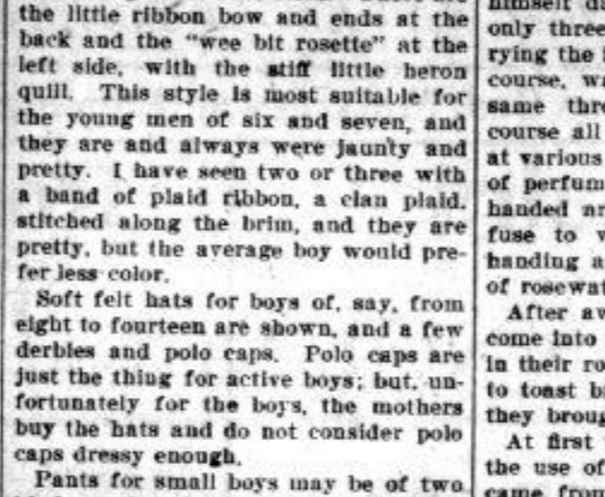 the little ribbon bow and ends at the
back and the "wee bit rosette" at the
left side, with the stiff little heron
quill. This style is most suitable for
the young men of six and seven, and
they are and always were jaunty and
pretty. I have seen two or three with
a band of plaid ribbon, a clan plaid,
stitched along the brim, and they are
pretty, but the average boy would pre-
fer less color.
Soft felt hats for boys of, say, from
eight to fourteen are shown, and a few
derbies and polo caps. Polo caps are
just the thing for active boys; but, un-
fortunately for the boys, the mothers
buy the hats and do not consider polo
caps dressy enough.
Pants for small boys may be of two
himself
only three
rying the
course, wa
same thre
course all
at various
of perfum
handed
fuse to
handing a
of rosewat
After aw
come into
in their ro
to toast b
they broug
At first
the use of
came from